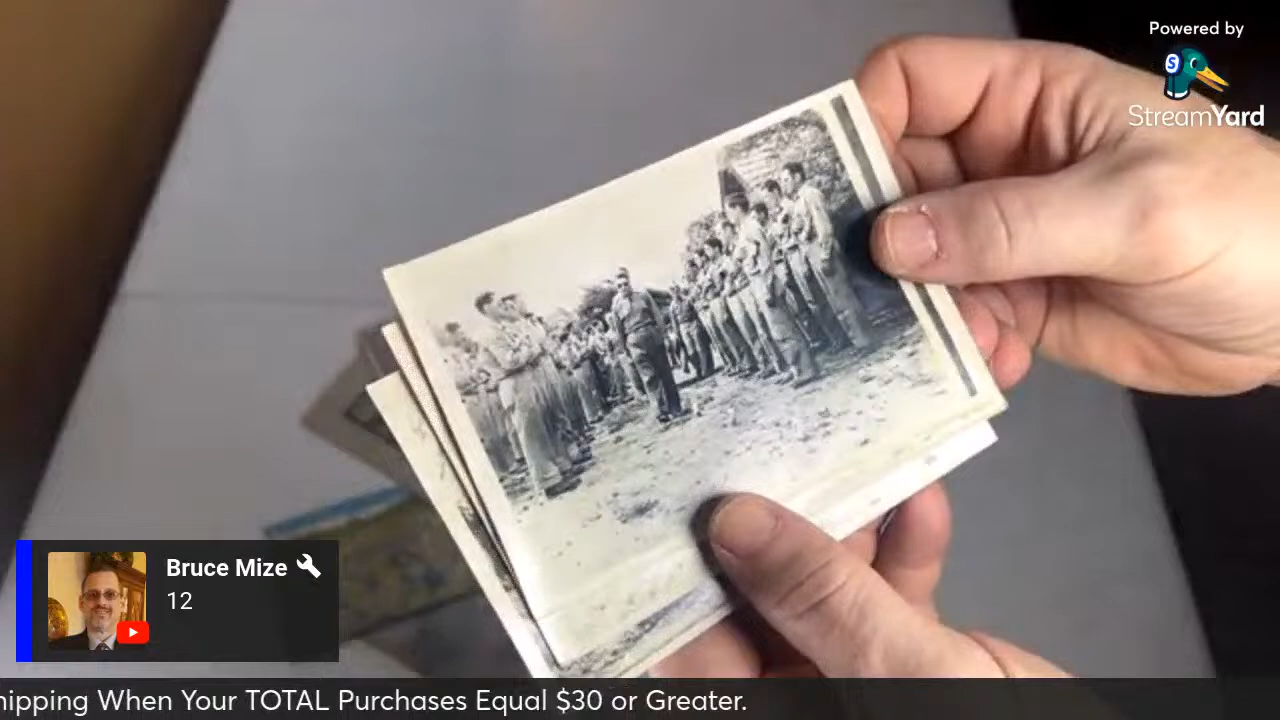 Powered by
StreamYard
Bruce Mize
12
hipping When Your TOTAL Purchases Equal $30 or Greater.